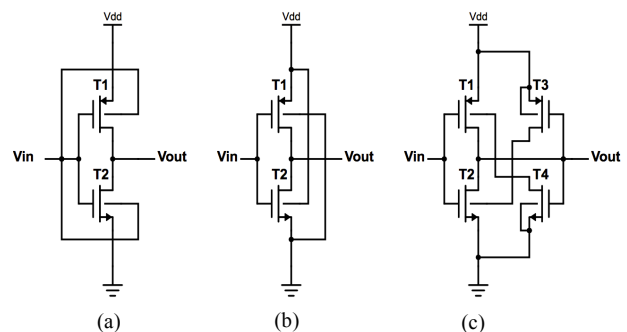 Vdd Vdd Vdd
T1 T1 T1 T3
Vin Vout Vin Vout Vin Vout
T2 T2 T2 T4
(a) (b) (c)